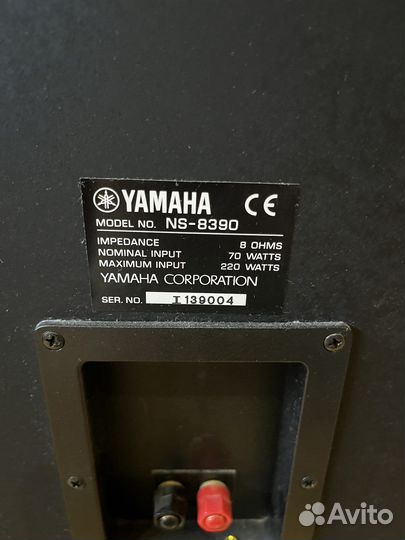 YAMAHA CE
MODEL NO. NS-8390
IMPEDANCE 8 OHMS
NOMINAL INPUT 70 WATTS
MAXIMUM INPUT 220 WATTS
YAMAHA CORPORATION
SER. NO. I 139004
Avito